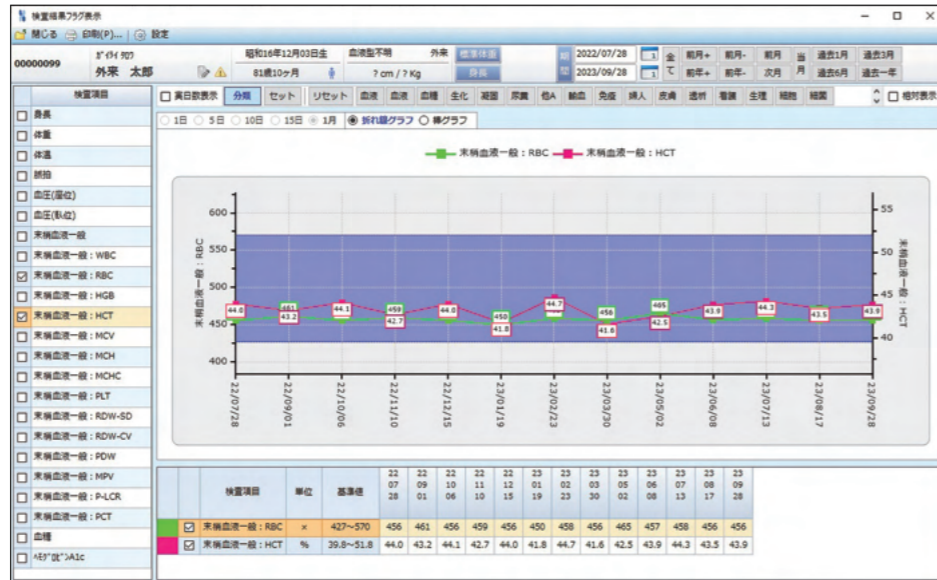 検査結果フラグ表示
閉じる 印刷(P)... 設定
00000099
ｶﾞｲﾗｲ ﾀﾛｳ
外来 太郎
昭和16年12月03日生
81歳10ヶ月
血液型不明 外来
? cm / ? Kg
標準体重
身長
期間
2022/07/28
2023/09/28
全て
前月+ 前月- 前月
前年+ 前年- 次月
当月
過去1月 過去3月
過去6月 過去一年
検査項目
身長
体重
体温
脈拍
血圧(座位)
血圧(臥位)
末梢血液一般
末梢血液一般：WBC
末梢血液一般：RBC
末梢血液一般：HGB
末梢血液一般：HCT
末梢血液一般：MCV
末梢血液一般：MCH
末梢血液一般：MCHC
末梢血液一般：PLT
末梢血液一般：RDW-SD
末梢血液一般：RDW-CV
末梢血液一般：PDW
末梢血液一般：MPV
末梢血液一般：P-LCR
末梢血液一般：PCT
血糖
ﾍﾓｸﾞﾛﾋﾞﾝA1c
実日数表示 分類 セット リセット 血液 血液 血糖 生化 凝固 尿糞 他A 輸血 免疫 婦人 皮膚 透析 看護 生理 細胞 細菌 相対表示
1日 5日 10日 15日 1月 折れ線グラフ 棒グラフ
末梢血液一般：RBC 末梢血液一般：HCT
末梢血液一般：RBC
600
550
500
450
400
末梢血液一般：HCT
55
50
45
40
44.0 461 43.2 44.1 459 42.7 44.0 450 41.8 44.7 456 41.6 465 42.5 43.9 44.3 43.5 43.9
22/07/28 22/09/01 22/10/06 22/11/10 22/12/15 23/01/19 23/02/23 23/03/30 23/05/02 23/06/08 23/07/13 23/08/17 23/09/28
検査項目 単位 基準値
22 22 22 22 22 23 23 23 23 23 23 23 23
07 09 10 11 12 01 02 03 05 06 07 08 09
28 01 06 10 15 19 23 30 02 08 13 17 28
末梢血液一般：RBC × 427～570 456 461 456 459 456 450 458 456 465 457 458 456 456
末梢血液一般：HCT % 39.8～51.8 44.0 43.2 44.1 42.7 44.0 41.8 44.7 41.6 42.5 43.9 44.3 43.5 43.9